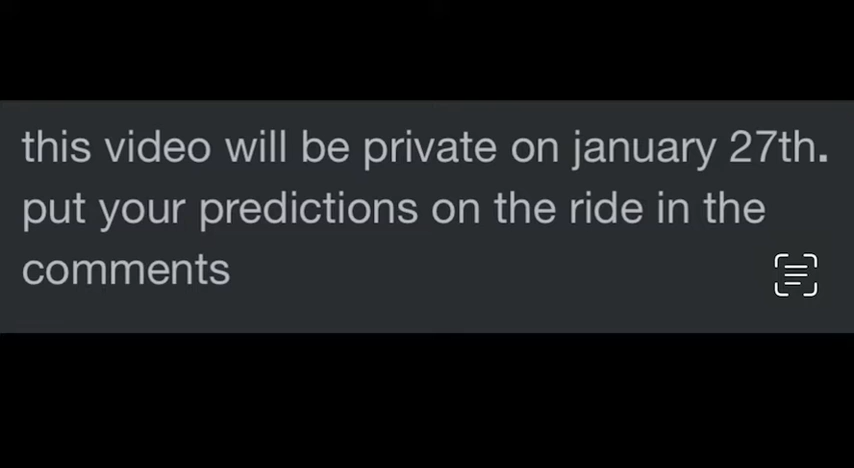 this video will be private on january 27th.
put your predictions on the ride in the
comments